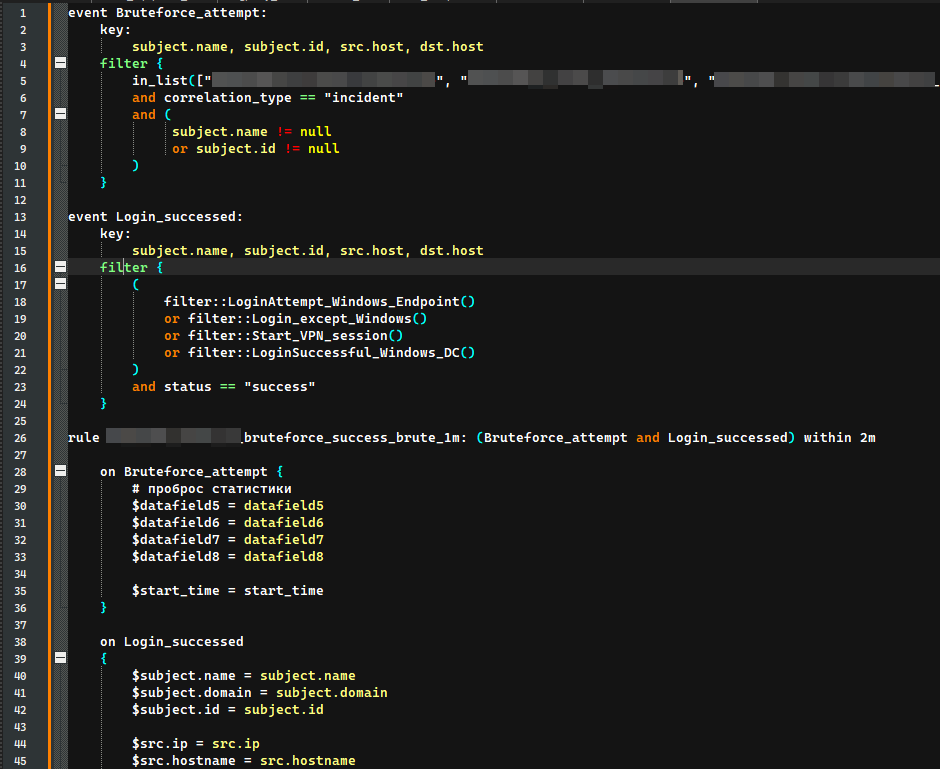 1 event Bruteforce_attempt:
2 key:
3 subject.name, subject.id, src.host, dst.host
4 filter {
5 in_list(["", "", "
6 and correlation_type == "incident"
7 and (
8 subject.name != null
9 or subject.id != null
10 )
11 }
12
13 event Login_successed:
14 key:
15 subject.name, subject.id, src.host, dst.host
16 filter {
17 (
18 filter::LoginAttempt_Windows_Endpoint()
19 or filter::Login_except_Windows()
20 or filter::Start_VPN_session()
21 or filter::LoginSuccessful_Windows_DC()
22 )
23 and status == "success"
24 }
25
26 rule _bruteforce_success_brute_1m: (Bruteforce_attempt and Login_successed) within 2m
27
28 on Bruteforce_attempt {
29 # проброс статистики
30 $datafield5 = datafield5
31 $datafield6 = datafield6
32 $datafield7 = datafield7
33 $datafield8 = datafield8
34
35 $start_time = start_time
36 }
37
38 on Login_successed
39 {
40 $subject.name = subject.name
41 $subject.domain = subject.domain
42 $subject.id = subject.id
43
44 $src.ip = src.ip
45 $src.hostname = src.hostname